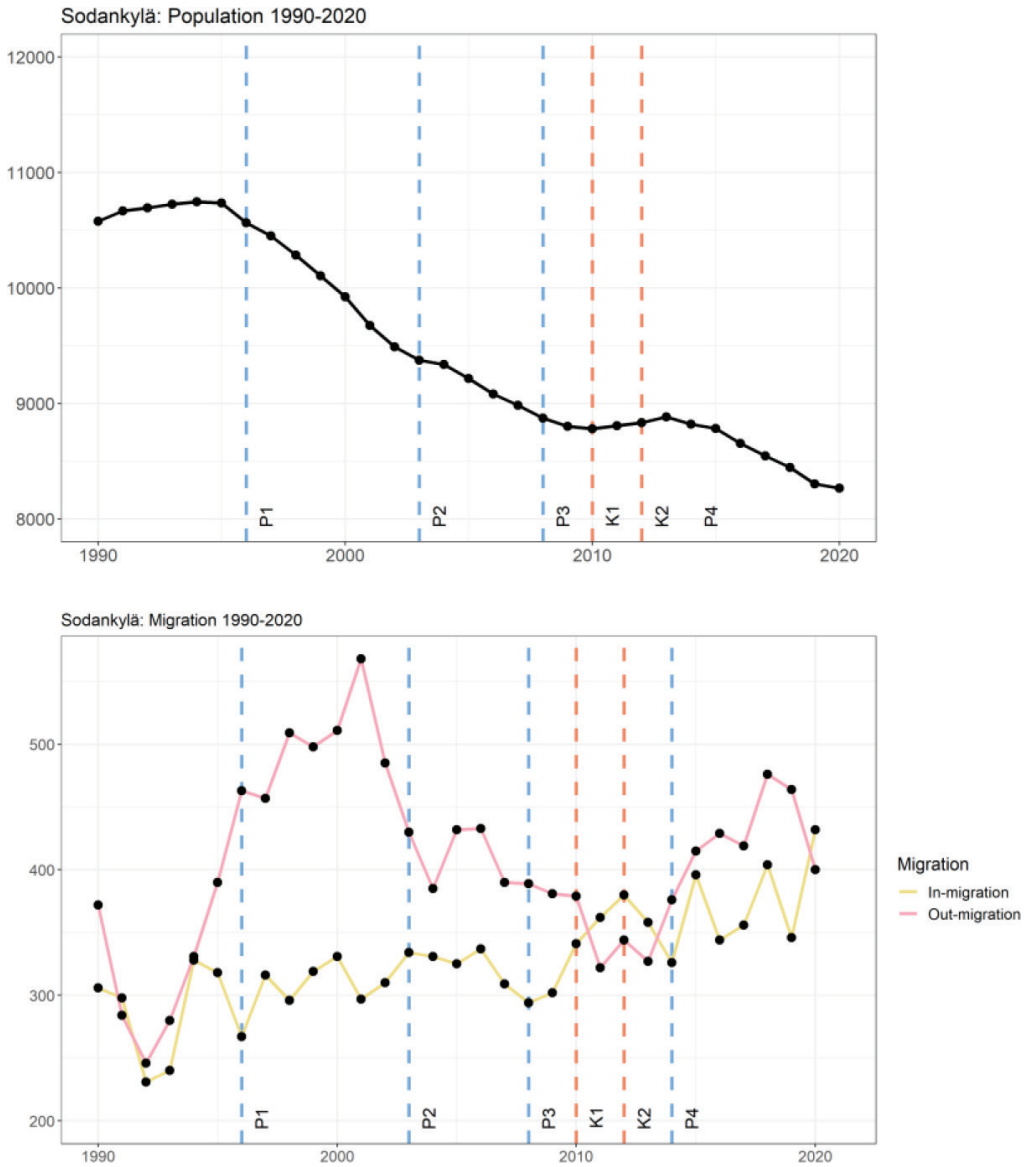 Sodankylä: Population 1990-2020
12000
11000
10000
9000
8000
P1
P2
P3
K1
K2
P4
1990
2000
2010
2020
Sodankylä: Migration 1990-2020
500
400
300
200
P1
P2
P3
K1
K2
P4
1990
2000
2010
2020
Migration
In-migration
Out-migration